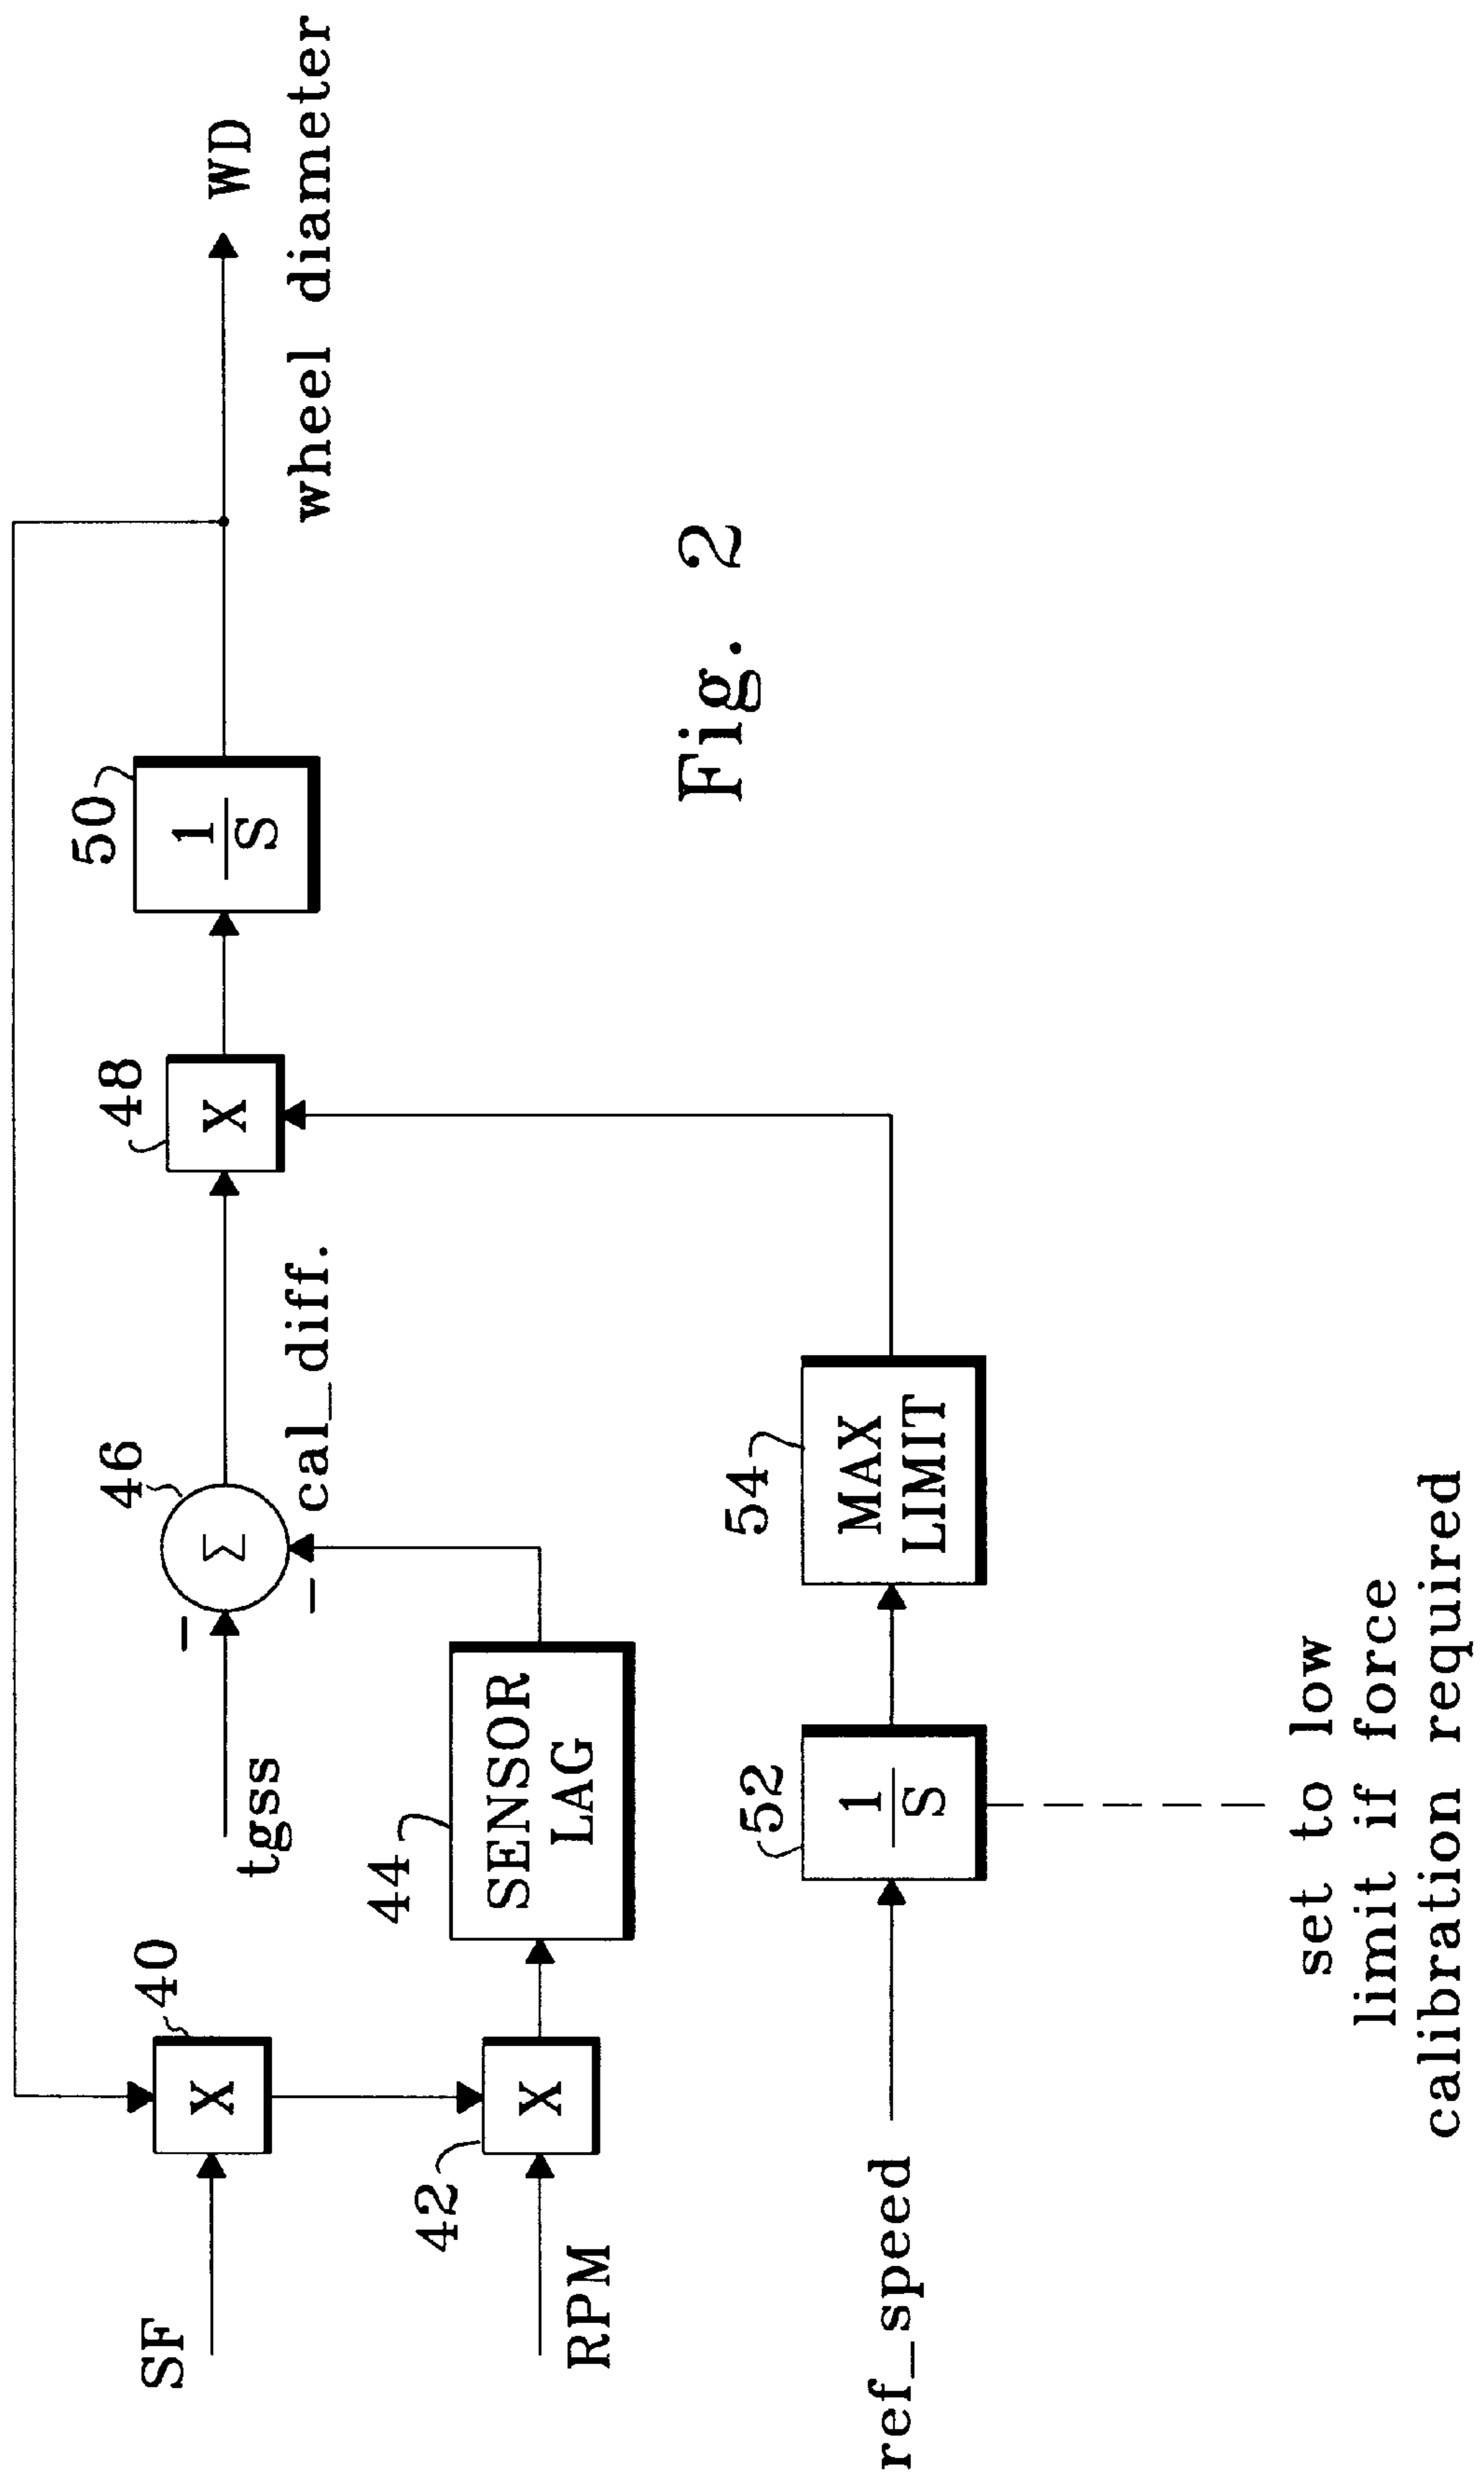 SF
40
X
RPM
42
X
44
SENSOR
LAG
tgss
−
−
46
Σ
cal_diff.
48
X
50
1
S
WD
wheel diameter
ref_speed
52
1
S
54
MAX
LIMIT
set to low
limit if force
calibration required
Fig. 2